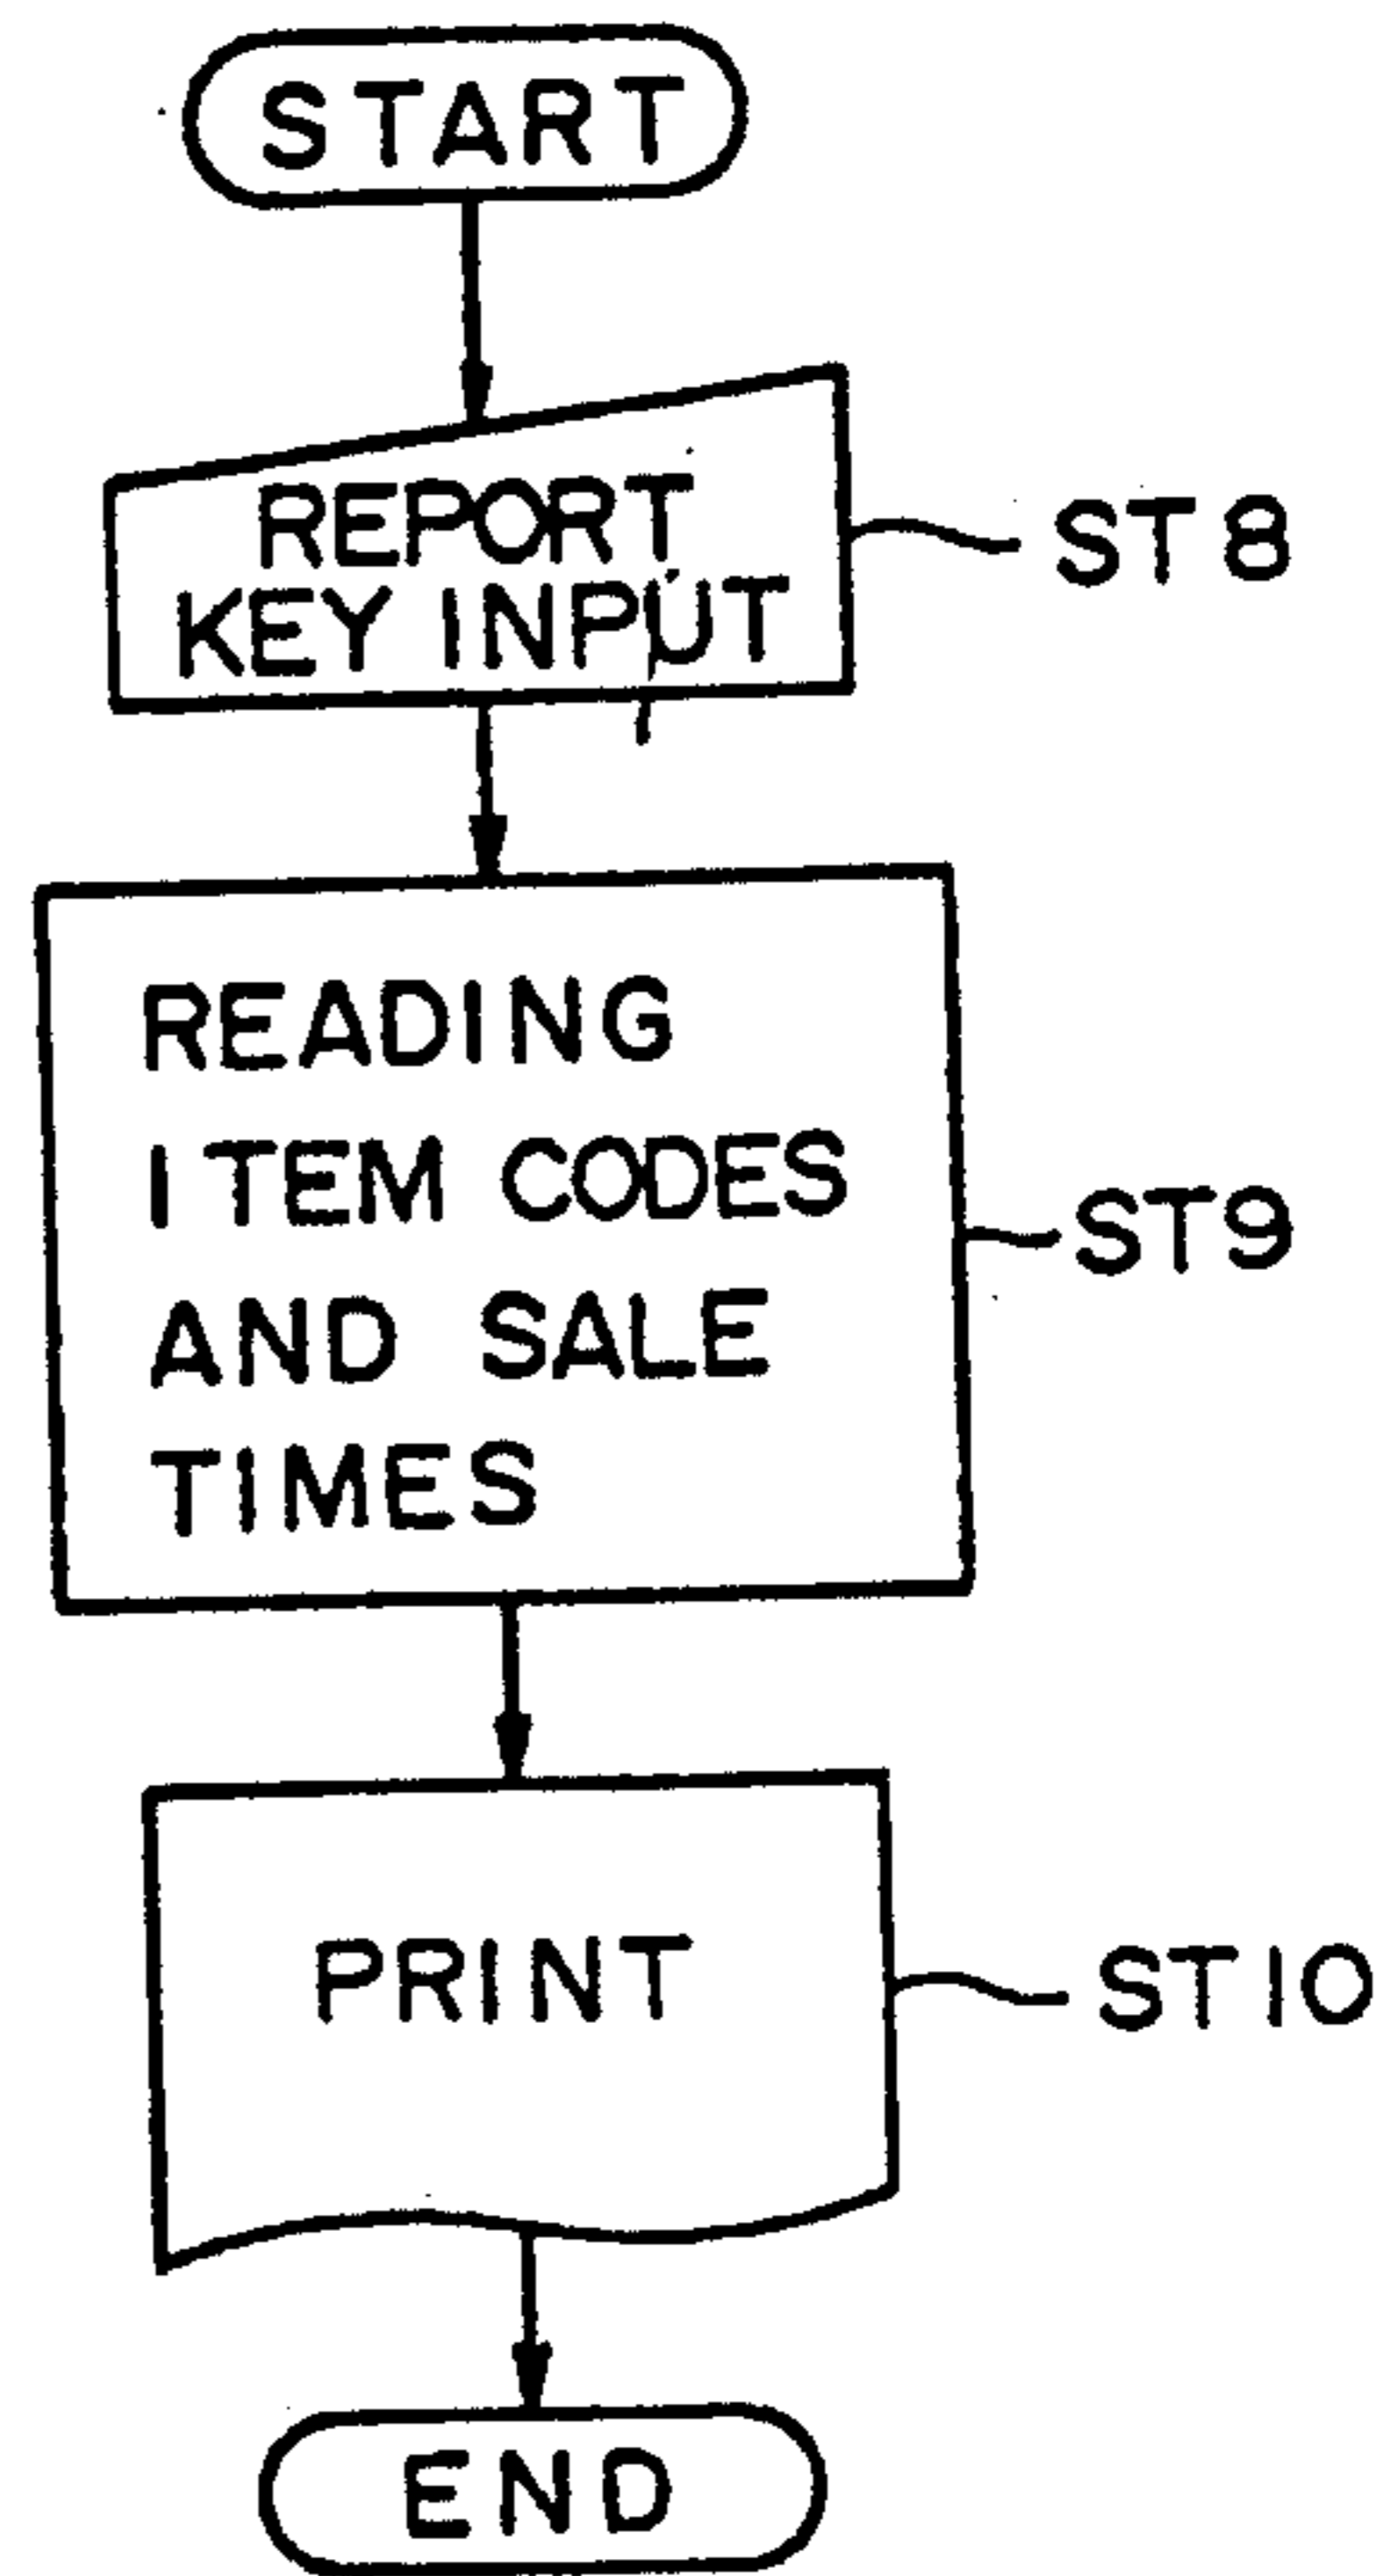 START
REPORT
KEY INPUT
ST8
READING
ITEM CODES
AND SALE
TIMES
ST9
PRINT
ST10
END